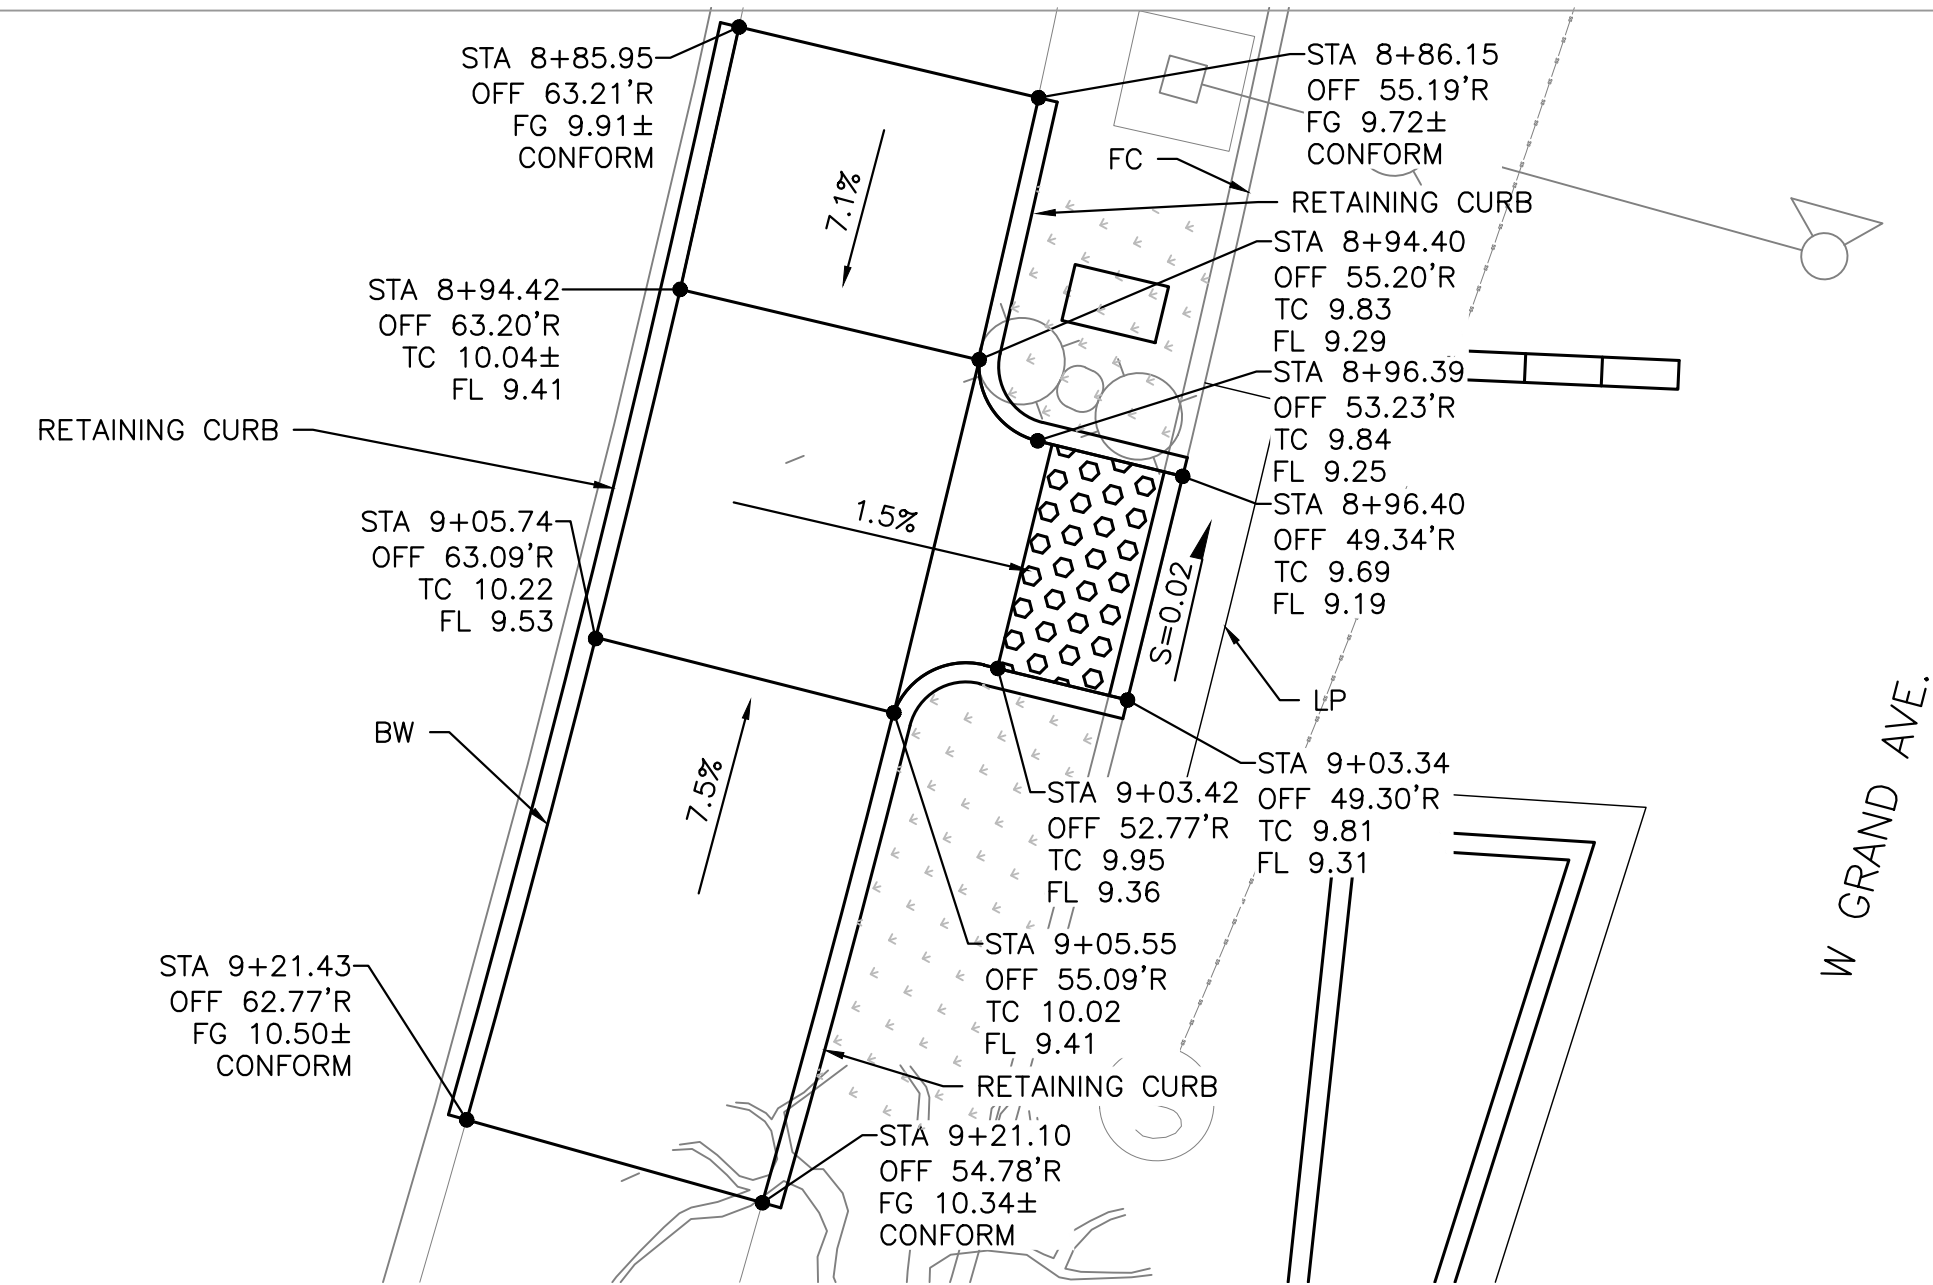 STA 8+85.95
OFF 63.21'R
FG 9.91±
CONFORM
STA 8+86.15
OFF 55.19'R
FG 9.72±
CONFORM
FC
RETAINING CURB
7.1%
STA 8+94.40
OFF 55.20'R
TC 9.83
FL 9.29
STA 8+94.42
OFF 63.20'R
TC 10.04±
FL 9.41
STA 8+96.39
OFF 53.23'R
TC 9.84
FL 9.25
RETAINING CURB
STA 8+96.40
OFF 49.34'R
TC 9.69
FL 9.19
1.5%
STA 9+05.74
OFF 63.09'R
TC 10.22
FL 9.53
S=0.02
LP
BW
7.5%
STA 9+03.34
OFF 49.30'R
TC 9.81
FL 9.31
STA 9+03.42
OFF 52.77'R
TC 9.95
FL 9.36
W GRAND AVE.
STA 9+05.55
OFF 55.09'R
TC 10.02
FL 9.41
STA 9+21.43
OFF 62.77'R
FG 10.50±
CONFORM
RETAINING CURB
STA 9+21.10
OFF 54.78'R
FG 10.34±
CONFORM